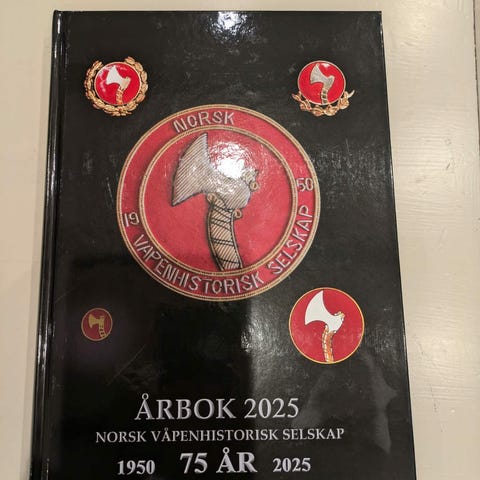 NORSK
19 50
VÅPENHISTORISK SELSKAP
ÅRBOK 2025
NORSK VÅPENHISTORISK SELSKAP
1950 75 ÅR 2025